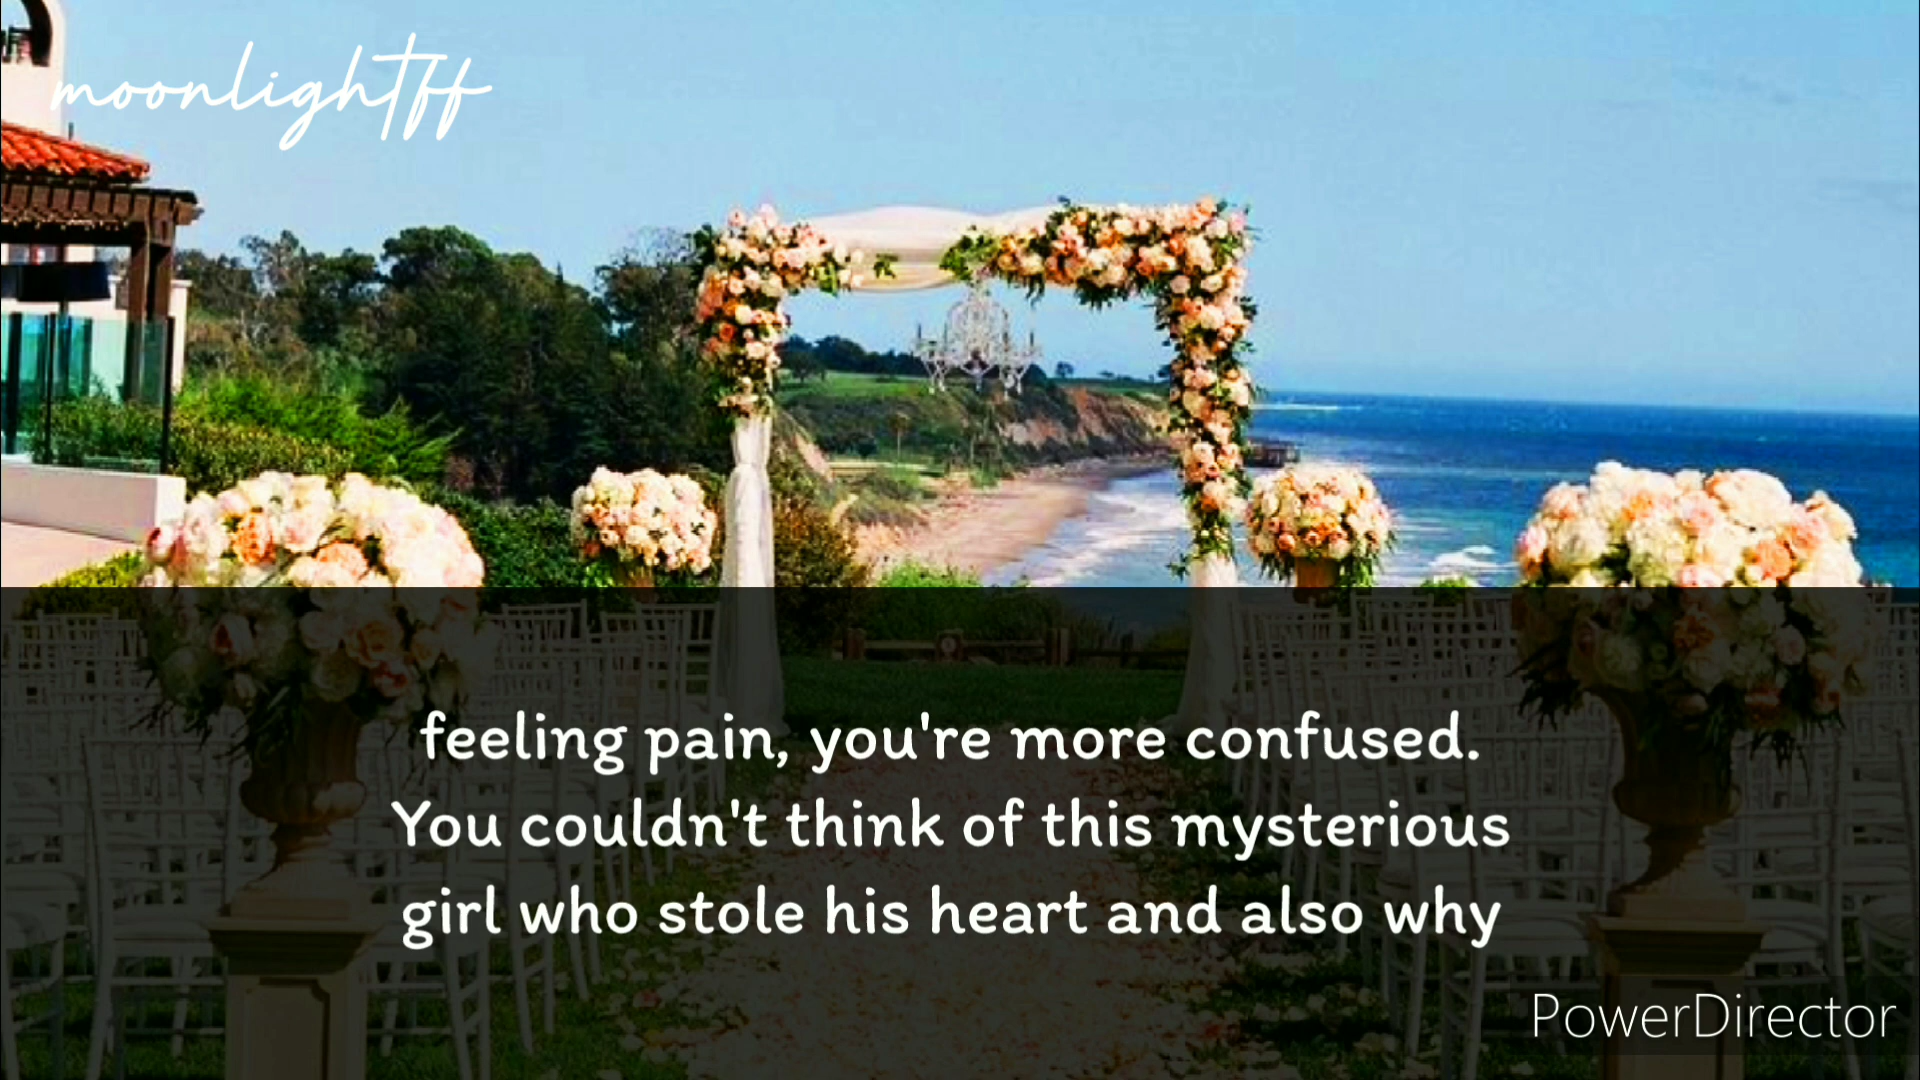 moonlightff
feeling pain, you're more confused.
You couldn't think of this mysterious
girl who stole his heart and also why
PowerDirector